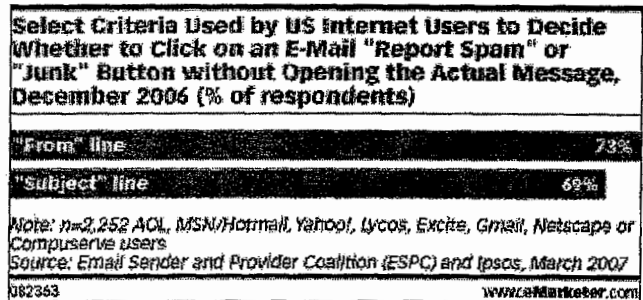 Select Criteria Used by US Internet Users to Decide
Whether to Click on an E-Mail "Report Spam" or
"Junk" Button without Opening the Actual Message,
December 2006 (% of respondents)
"From" line 73%
"Subject" line 69%
Note: n=2,252 AOL, MSN/Hotmail, Yahoo!, Lycos, Excite, Gmail, Netscape or
Compuserve users
Source: Email Sender and Provider Coalition (ESPC) and Ipsos, March 2007
082363 www.eMarketer.com